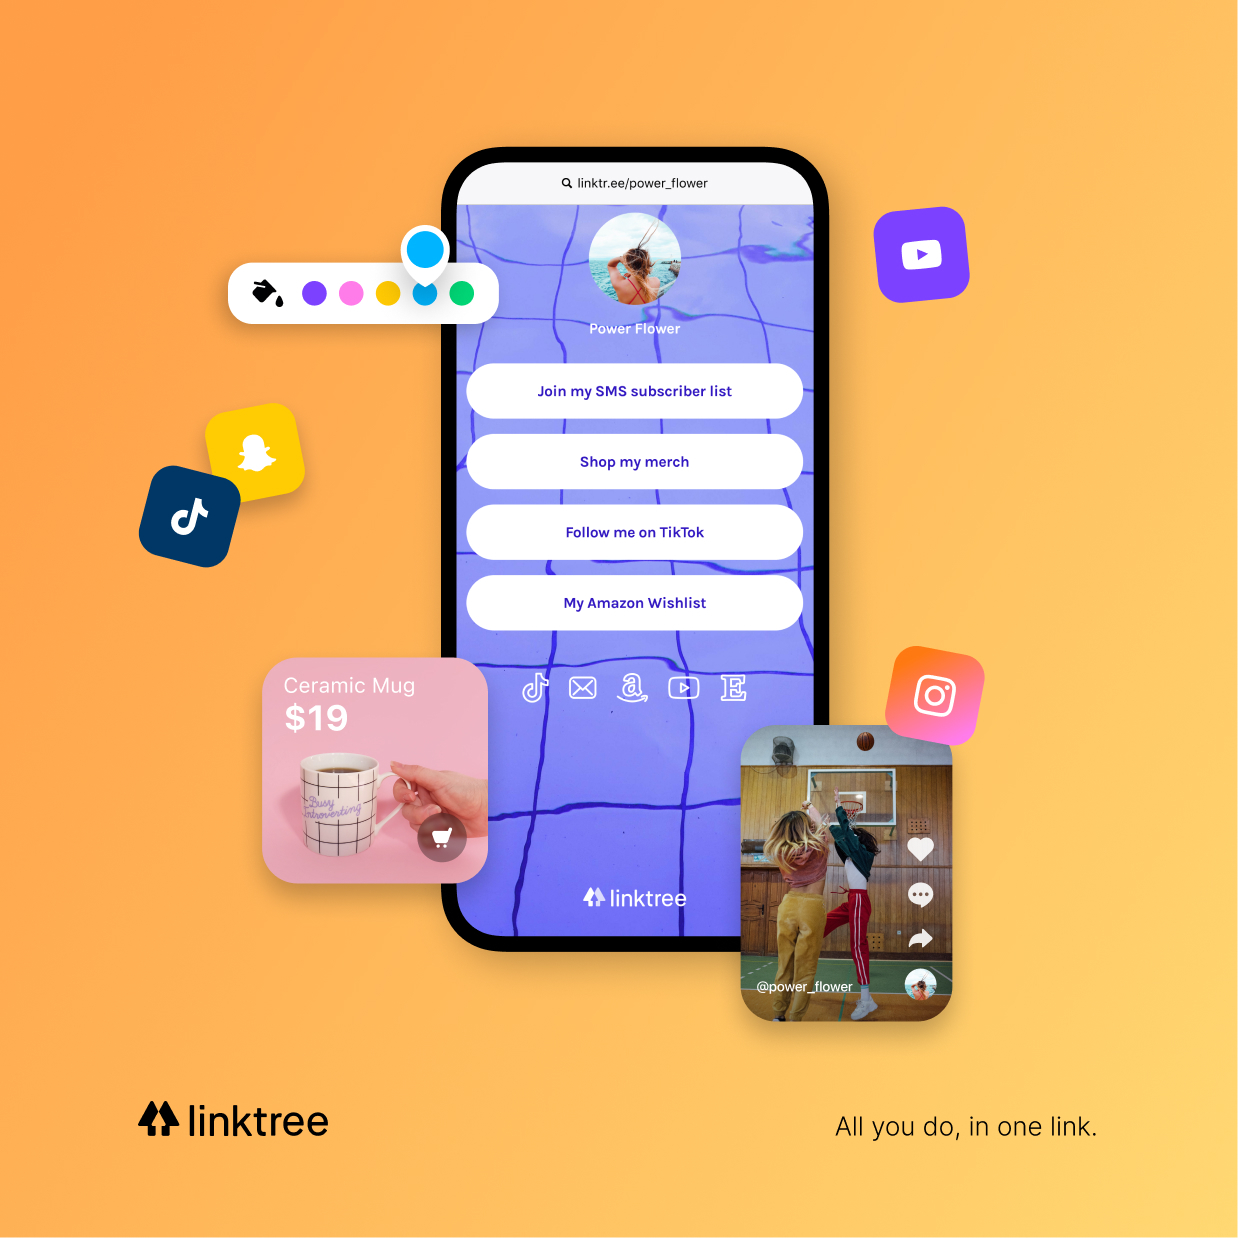 linktr.ee/power_flower
Power Flower
Join my SMS subscriber list
Shop my merch
Follow me on TikTok
My Amazon Wishlist
Ceramic Mug
$19
Busy
Introverting
linktree
@power_flower
linktree
All you do, in one link.